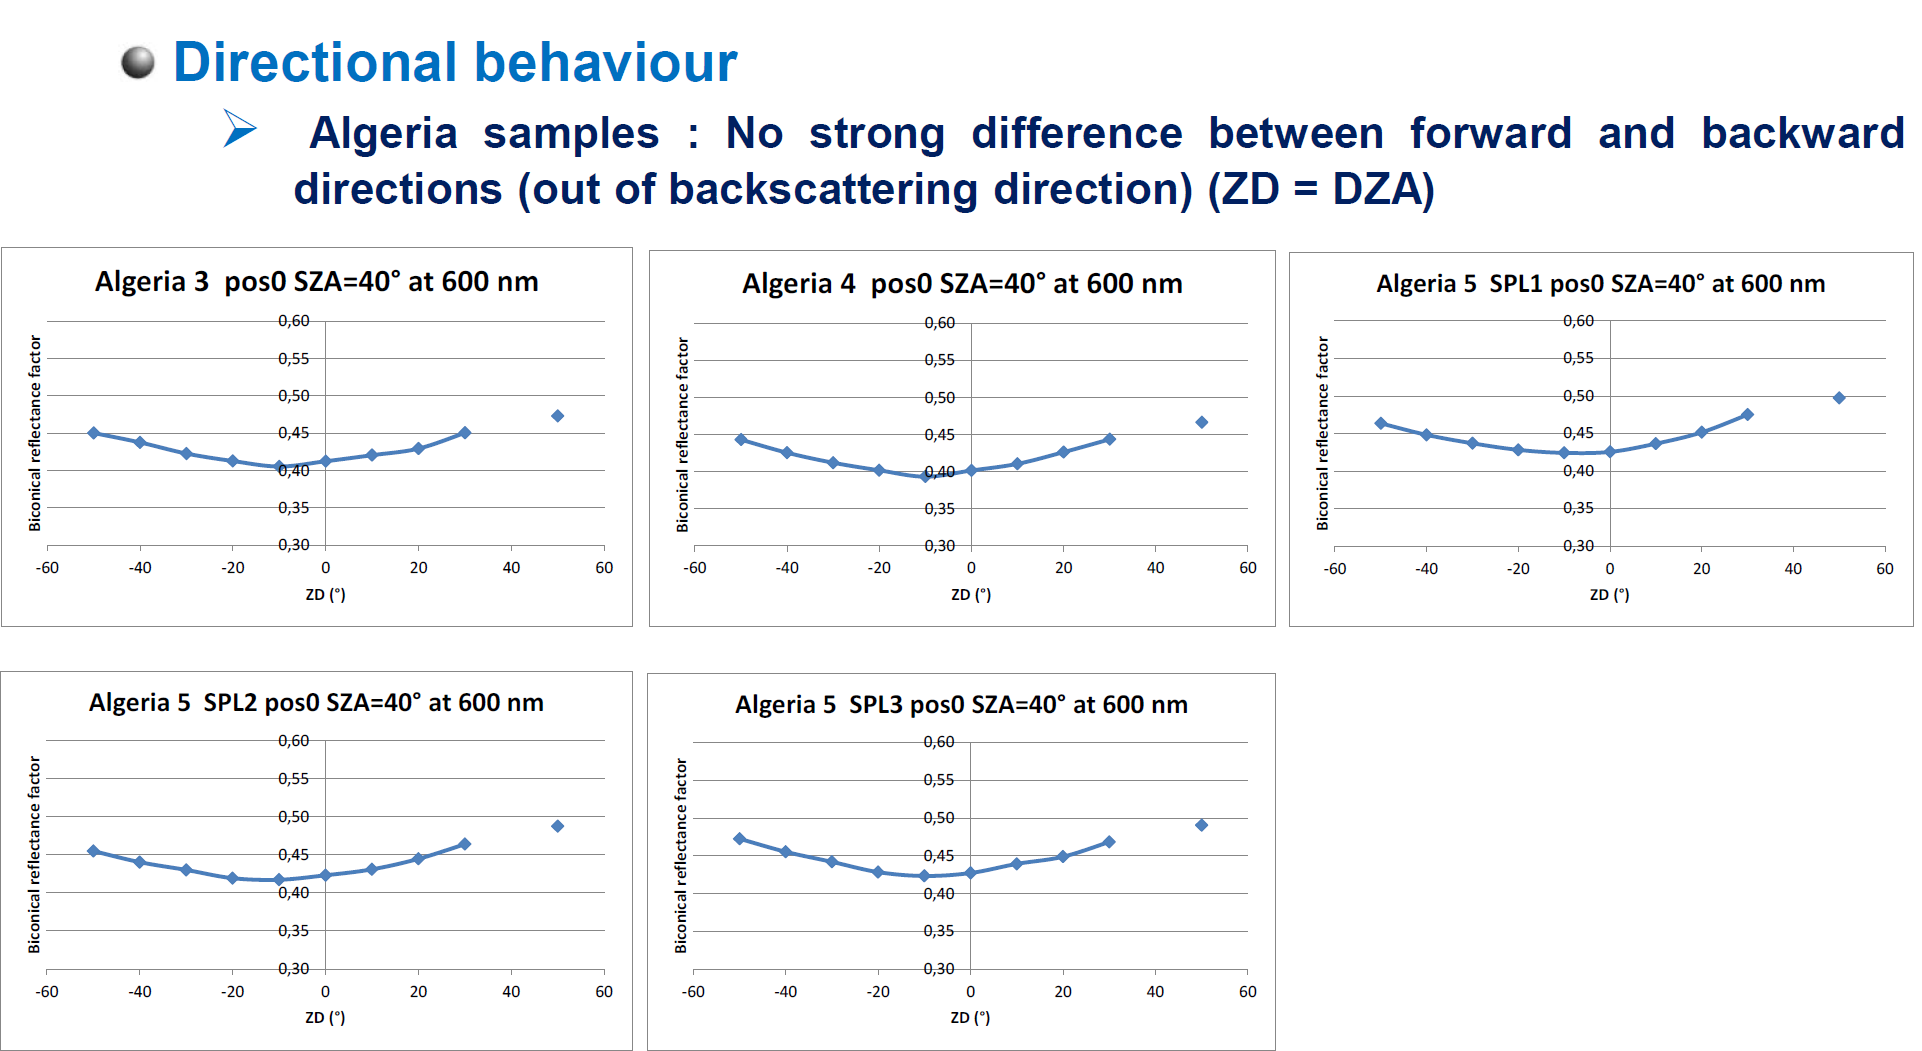 Directional behaviour
Algeria samples : No strong difference between forward and backward
directions (out of backscattering direction) (ZD = DZA)
Algeria 3 pos0 SZA=40° at 600 nm
Biconical reflectance factor
0,60
0,55
0,50
0,45
0,40
0,35
0,30
-60 -40 -20 0 20 40 60
ZD (°)
Algeria 4 pos0 SZA=40° at 600 nm
Biconical reflectance factor
0,60
0,55
0,50
0,45
0,40
0,35
0,30
-60 -40 -20 0 20 40 60
ZD (°)
Algeria 5 SPL1 pos0 SZA=40° at 600 nm
Biconical reflectance factor
0,60
0,55
0,50
0,45
0,40
0,35
0,30
-60 -40 -20 0 20 40 60
ZD (°)
Algeria 5 SPL2 pos0 SZA=40° at 600 nm
Biconical reflectance factor
0,60
0,55
0,50
0,45
0,40
0,35
0,30
-60 -40 -20 0 20 40 60
ZD (°)
Algeria 5 SPL3 pos0 SZA=40° at 600 nm
Biconical reflectance factor
0,60
0,55
0,50
0,45
0,40
0,35
0,30
-60 -40 -20 0 20 40 60
ZD (°)